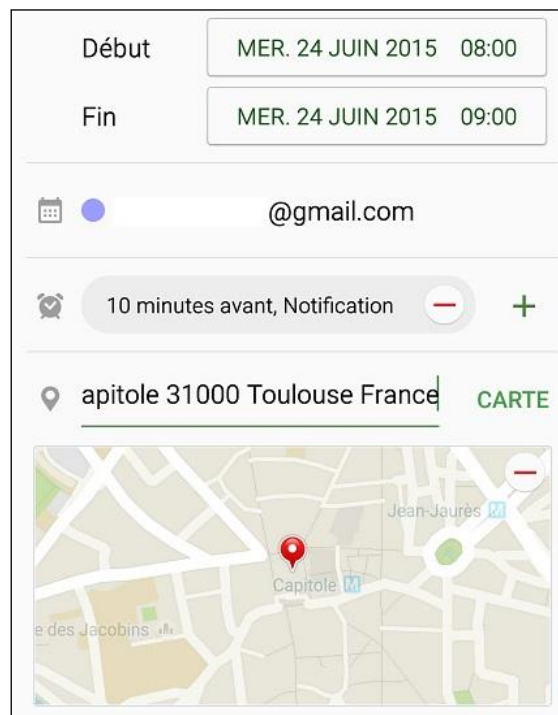 Début MER. 24 JUIN 2015 08:00
Fin MER. 24 JUIN 2015 09:00
@gmail.com
10 minutes avant, Notification
apitole 31000 Toulouse France CARTE
Jean-Jaurès M
Capitole M
e des Jacobins